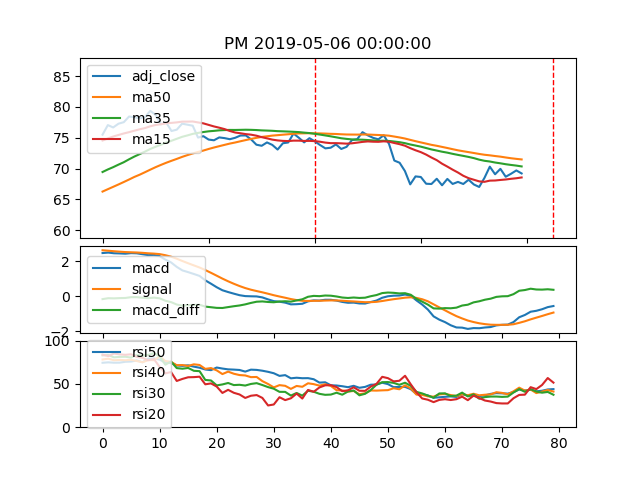 PM 2019-05-06 00:00:00
85
80
75
70
65
60
adj_close
ma50
ma35
ma15
2
0
−2
macd
signal
macd_diff
100
50
0
rsi50
rsi40
rsi30
rsi20
0 10 20 30 40 50 60 70 80